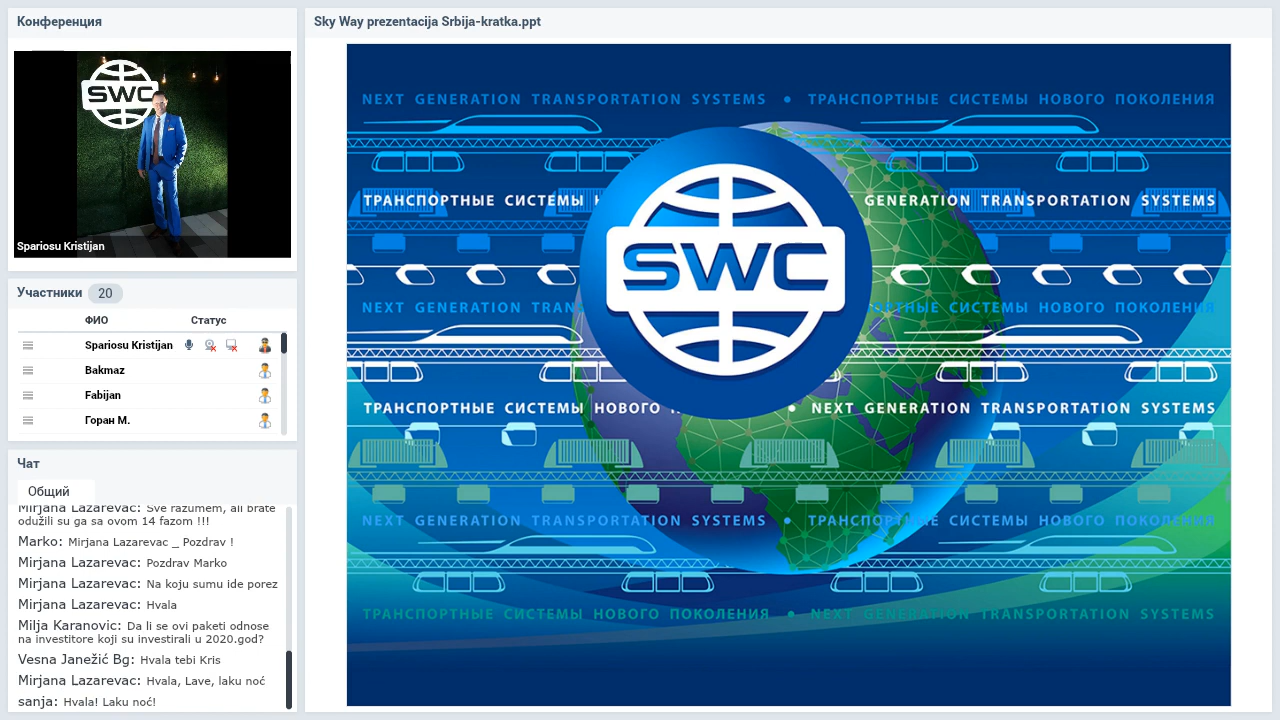 Конференция
SWC
Spariosu Kristijan
Участники 20
ФИО Статус
Spariosu Kristijan
Bakmaz
Fabijan
Горан М.
Чат
Общий
Mirjana Lazarevac: Sve razumem, ali brate
odužili su ga sa ovom 14 fazom !!!
Marko: Mirjana Lazarevac _ Pozdrav !
Mirjana Lazarevac: Pozdrav Marko
Mirjana Lazarevac: Na koju sumu ide porez
Mirjana Lazarevac: Hvala
Milja Karanovic: Da li se ovi paketi odnose
na investitore koji su investirali u 2020.god?
Vesna Janežić Bg: Hvala tebi Kris
Mirjana Lazarevac: Hvala, Lave, laku noć
sanja: Hvala! Laku noć!
Sky Way prezentacija Srbija-kratka.ppt
NEXT GENERATION TRANSPORTATION SYSTEMS • ТРАНСПОРТНЫЕ СИСТЕМЫ НОВОГО ПОКОЛЕНИЯ
ТРАНСПОРТНЫЕ СИСТЕМЫ GENERATION TRANSPORTATION SYSTEMS
SWC
NEXT GENERATION СИСТЕМЫ НОВОГО ПОКОЛЕНИЯ
ТРАНСПОРТНЫЕ СИСТЕМЫ НОВОГО • NEXT GENERATION TRANSPORTATION SYSTEMS
NEXT GENERATION TRANSPORTATION SYSTEMS • ТРАНСПОРТНЫЕ СИСТЕМЫ НОВОГО ПОКОЛЕНИЯ
ТРАНСПОРТНЫЕ СИСТЕМЫ НОВОГО ПОКОЛЕНИЯ • NEXT GENERATION TRANSPORTATION SYSTEMS